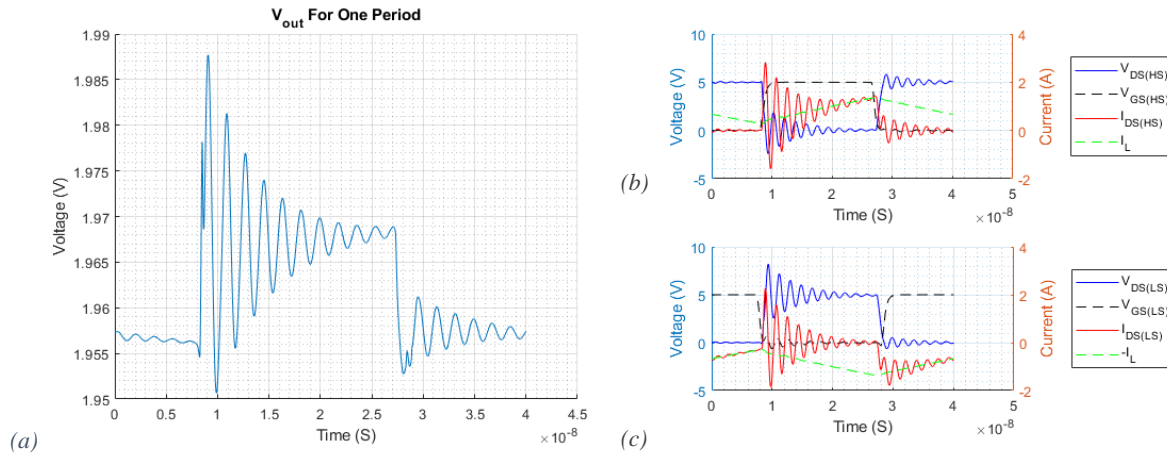 V_out For One Period
Voltage (V)
1.99
1.985
1.98
1.975
1.97
1.965
1.96
1.955
1.95
0
0.5
1
1.5
2
2.5
3
3.5
4
4.5
Time (S)
×10^-8
(a)
Voltage (V)
10
5
0
-5
Current (A)
4
2
0
-2
0
1
2
3
4
5
Time (S)
×10^-8
V_DS(HS)
V_GS(HS)
I_DS(HS)
I_L
(b)
Voltage (V)
10
5
0
-5
Current (A)
4
2
0
-2
0
1
2
3
4
5
Time (S)
×10^-8
V_DS(LS)
V_GS(LS)
I_DS(LS)
-I_L
(c)